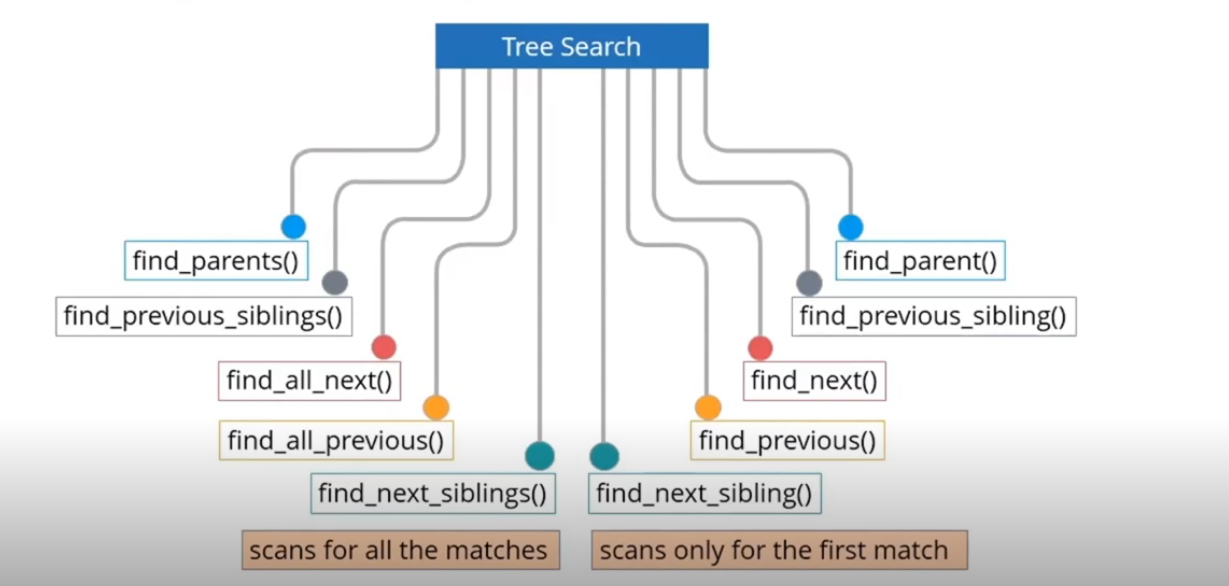 Tree Search
find_parents()
find_parent()
find_previous_siblings()
find_previous_sibling()
find_all_next()
find_next()
find_all_previous()
find_previous()
find_next_siblings()
find_next_sibling()
scans for all the matches
scans only for the first match